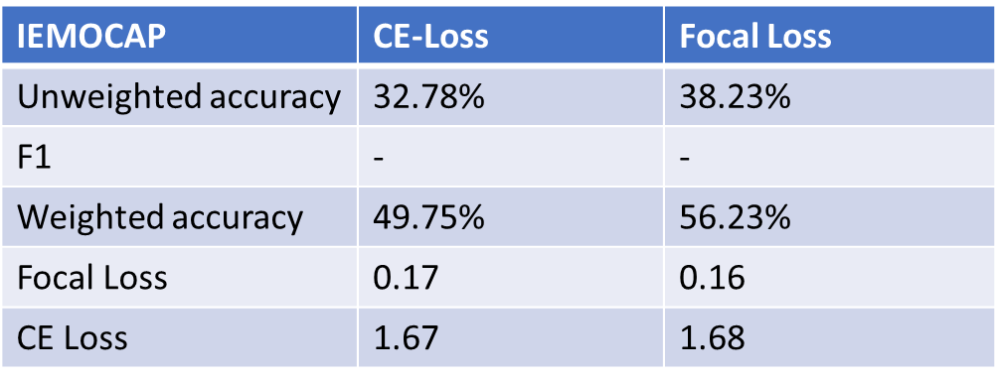 IEMOCAP CE-Loss Focal Loss
Unweighted accuracy 32.78% 38.23%
F1 - -
Weighted accuracy 49.75% 56.23%
Focal Loss 0.17 0.16
CE Loss 1.67 1.68